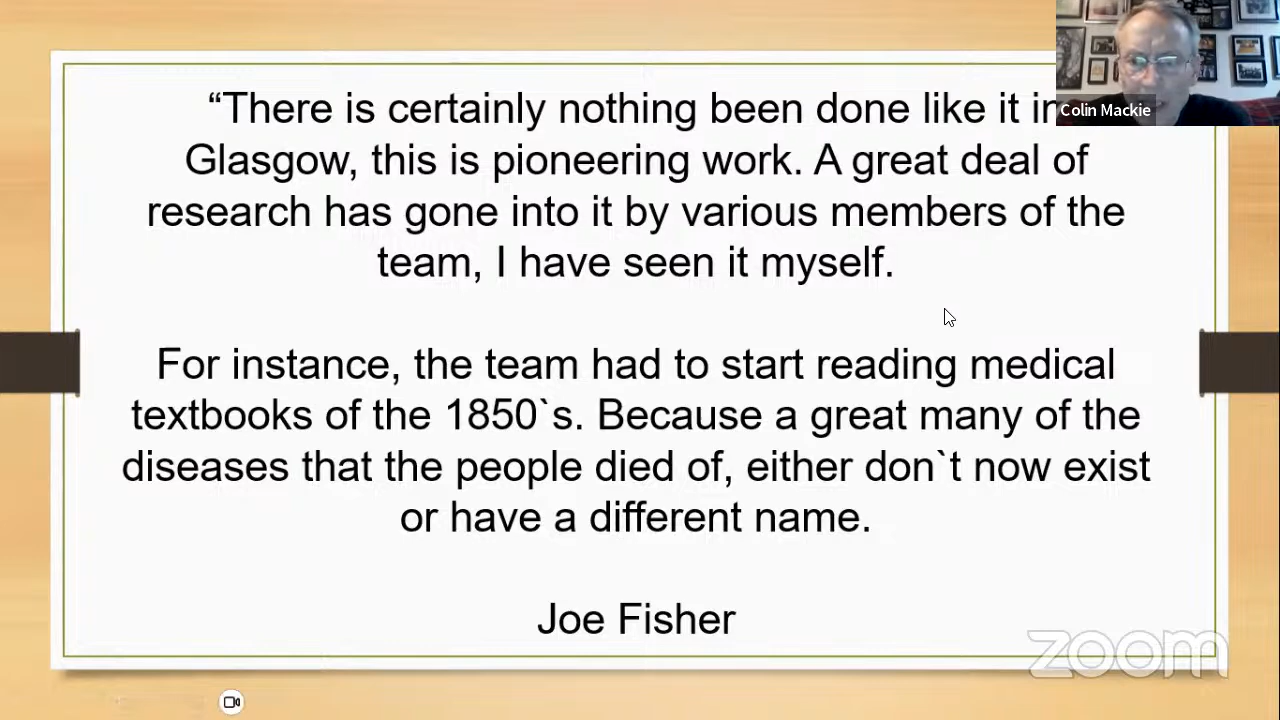 “There is certainly nothing been done like it in
Glasgow, this is pioneering work. A great deal of
research has gone into it by various members of the
team, I have seen it myself.
For instance, the team had to start reading medical
textbooks of the 1850`s. Because a great many of the
diseases that the people died of, either don`t now exist
or have a different name.
Joe Fisher
Colin Mackie
zoom